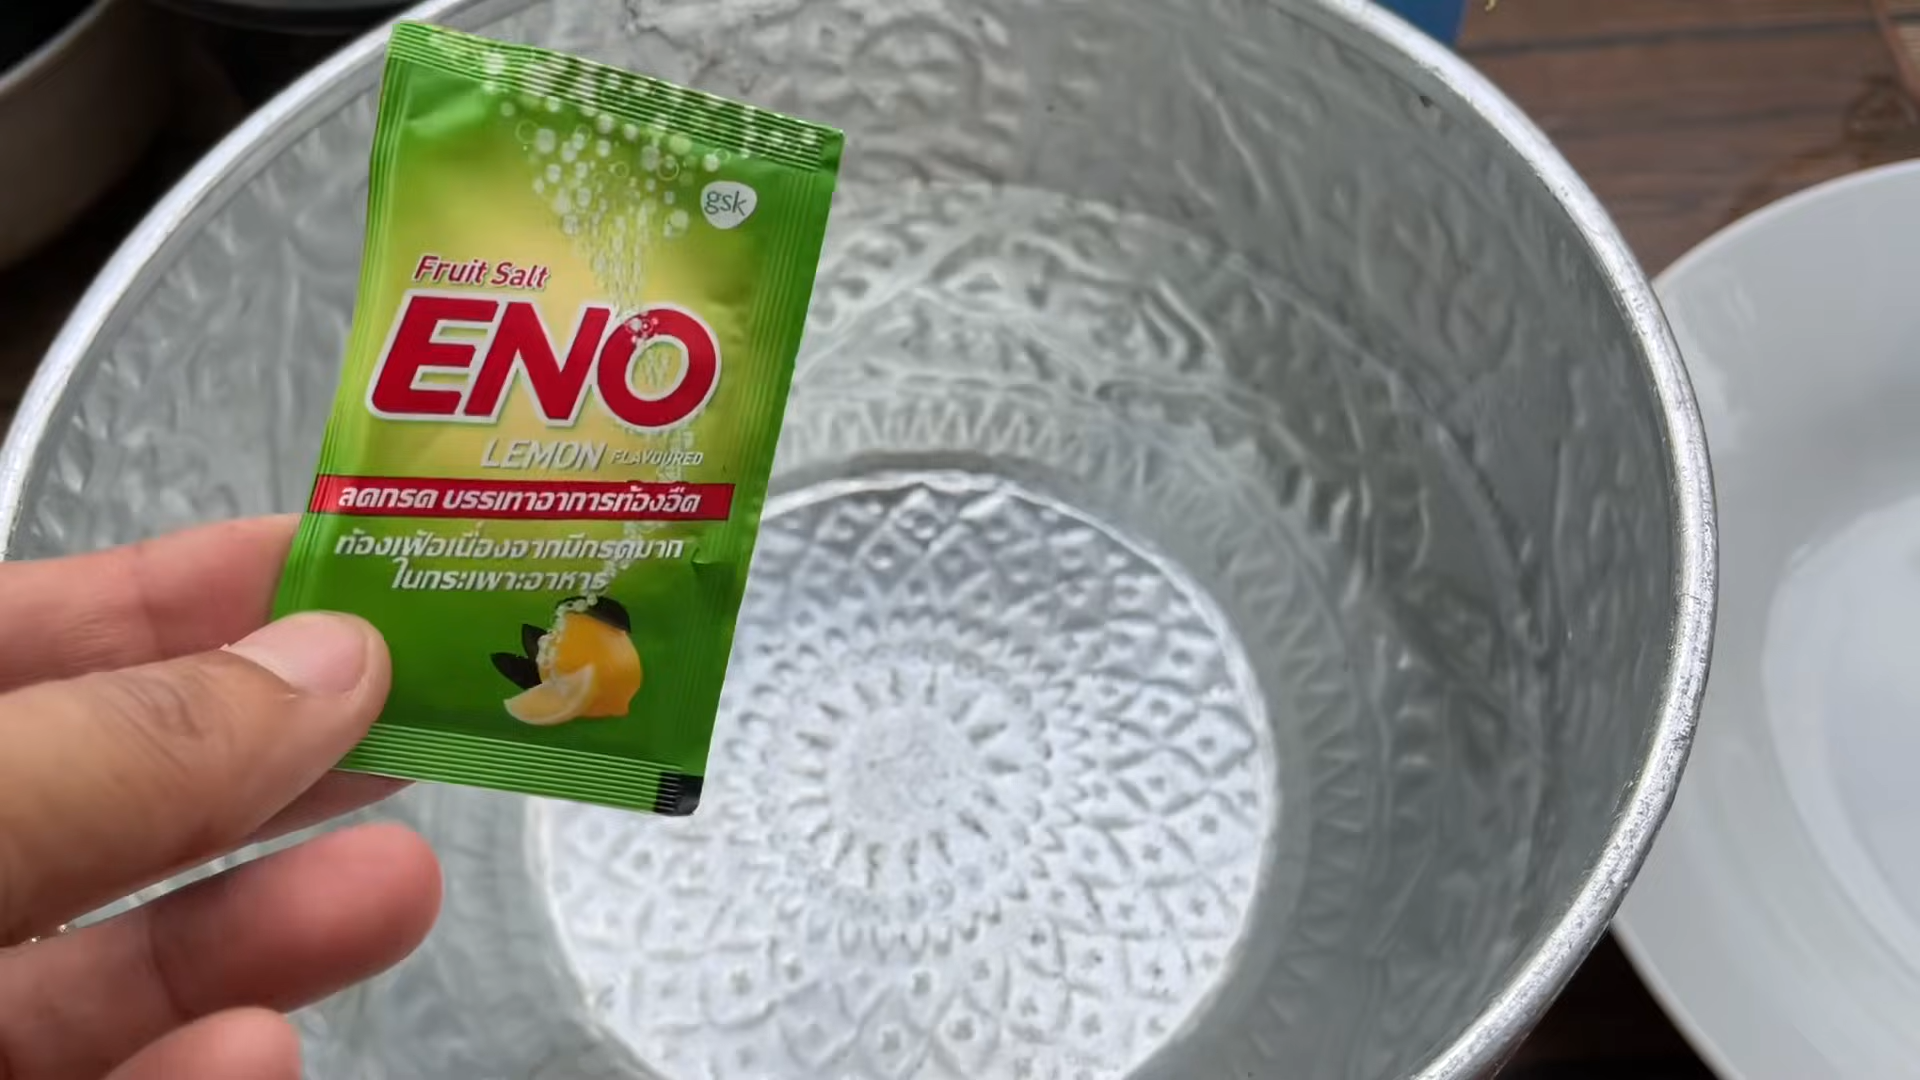 gsk
Fruit Salt
ENO
LEMON FLAVOURED
ลดกรด บรรเทาอาการท้องอืด
ท้องเฟ้อเนื่องจากมีกรดมาก
ในกระเพาะอาหาร